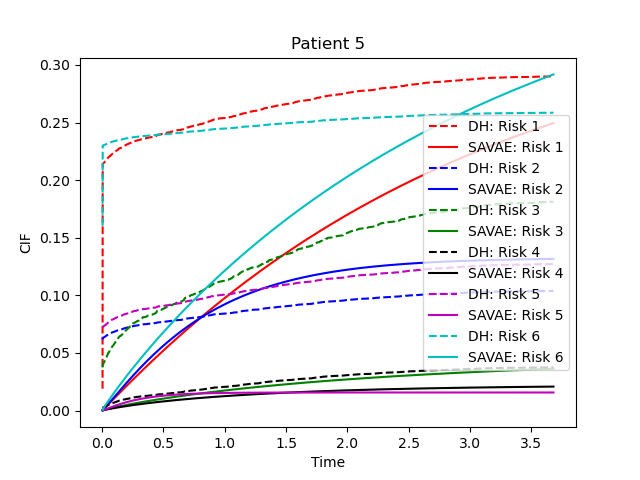 Patient 5
0.30
0.25
0.20
0.15
0.10
0.05
0.00
CIF
DH: Risk 1
SAVAE: Risk 1
DH: Risk 2
SAVAE: Risk 2
DH: Risk 3
SAVAE: Risk 3
DH: Risk 4
SAVAE: Risk 4
DH: Risk 5
SAVAE: Risk 5
DH: Risk 6
SAVAE: Risk 6
0.0 0.5 1.0 1.5 2.0 2.5 3.0 3.5
Time